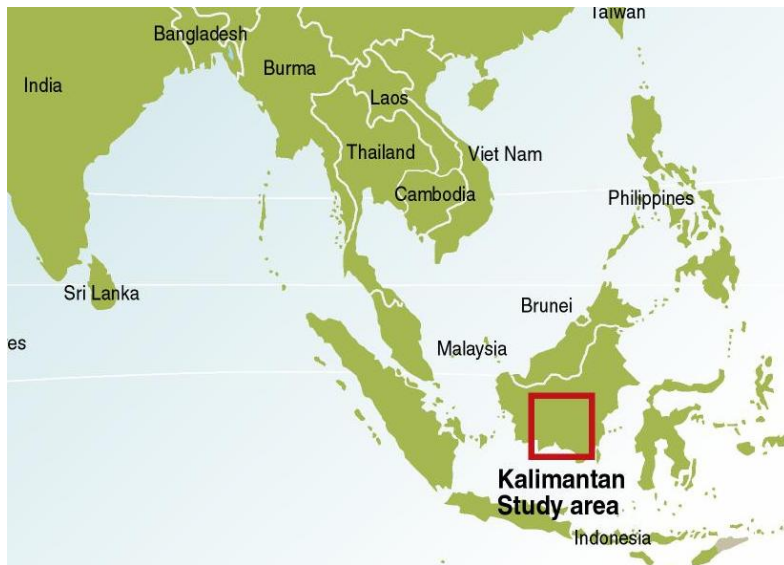 Taiwan
Bangladesh
Burma
India
Laos
Thailand
Viet Nam
Cambodia
Philippines
Sri Lanka
Brunei
es
Malaysia
Kalimantan
Study area
Indonesia